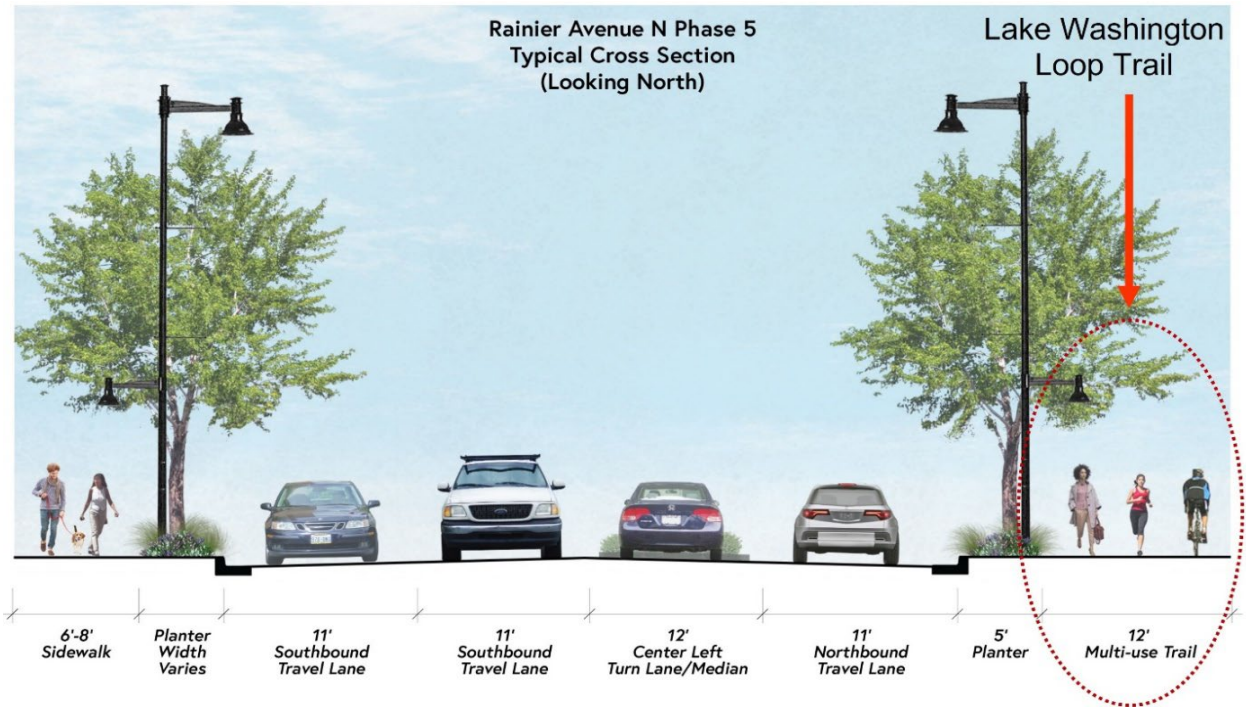 Rainier Avenue N Phase 5
Typical Cross Section
(Looking North)
Lake Washington
Loop Trail
6'-8'
Sidewalk
Planter
Width
Varies
11'
Southbound
Travel Lane
11'
Southbound
Travel Lane
12'
Center Left
Turn Lane/Median
11'
Northbound
Travel Lane
5'
Planter
12'
Multi-use Trail